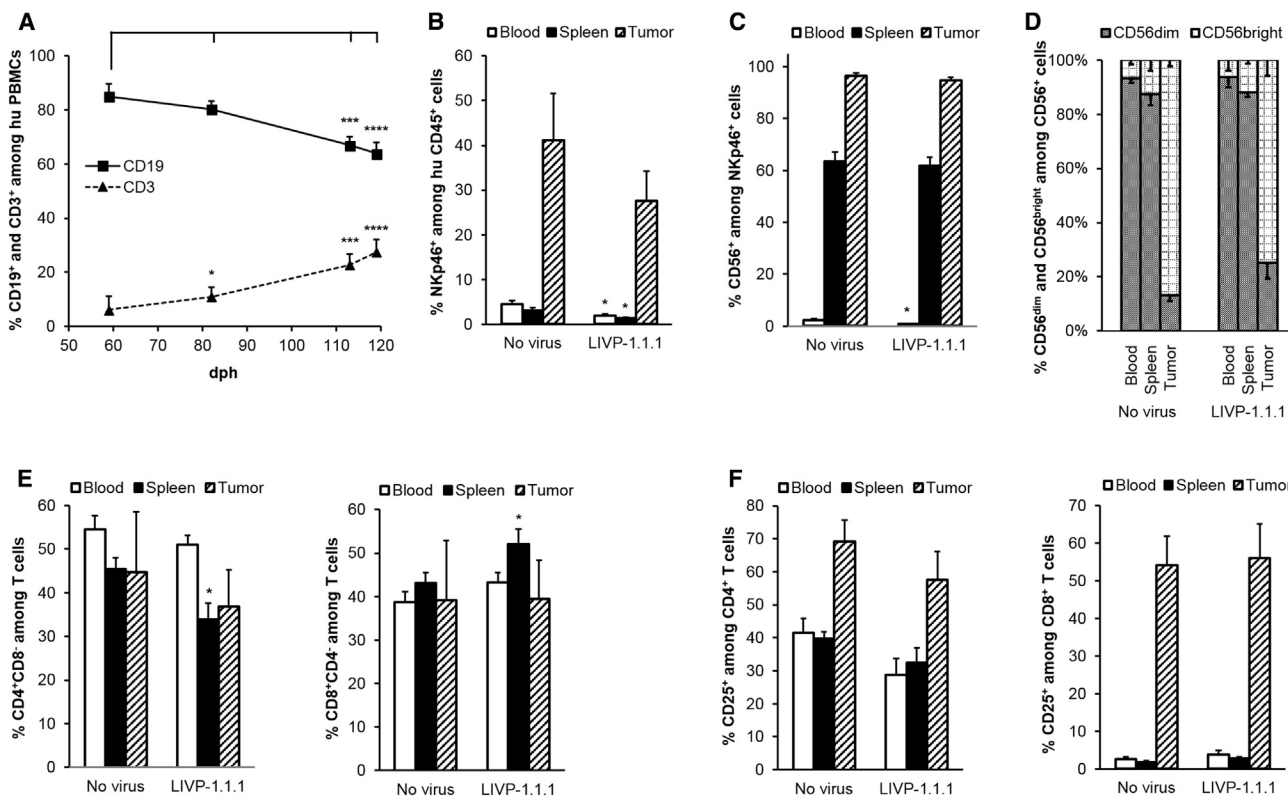 A
100
80
60
40
20
0
50 60 70 80 90 100 110 120
dph
% CD19⁺ and CD3⁺ among hu PBMCs
CD19
CD3
*** ****
*** ****
*
B
Blood Spleen Tumor
60
50
40
30
20
10
0
% NKp46⁺ among hu CD45⁺ cells
* *
No virus LIVP-1.1.1
C
Blood Spleen Tumor
100
80
60
40
20
0
% CD56⁺ among NKp46⁺ cells
*
No virus LIVP-1.1.1
D
CD56dim CD56bright
100%
80%
60%
40%
20%
0%
% CD56ᵈⁱᵐ and CD56ᵇʳⁱᵍʰᵗ among CD56⁺ cells
Blood Spleen Tumor Blood Spleen Tumor
No virus LIVP-1.1.1
E
Blood Spleen Tumor
60
50
40
30
20
10
0
% CD4⁺CD8⁻ among T cells
*
No virus LIVP-1.1.1
Blood Spleen Tumor
60
50
40
30
20
10
0
% CD8⁺CD4⁻ among T cells
*
No virus LIVP-1.1.1
F
Blood Spleen Tumor
80
70
60
50
40
30
20
10
0
% CD25⁺ among CD4⁺ T cells
No virus LIVP-1.1.1
Blood Spleen Tumor
70
60
50
40
30
20
10
0
% CD25⁺ among CD8⁺ T cells
No virus LIVP-1.1.1